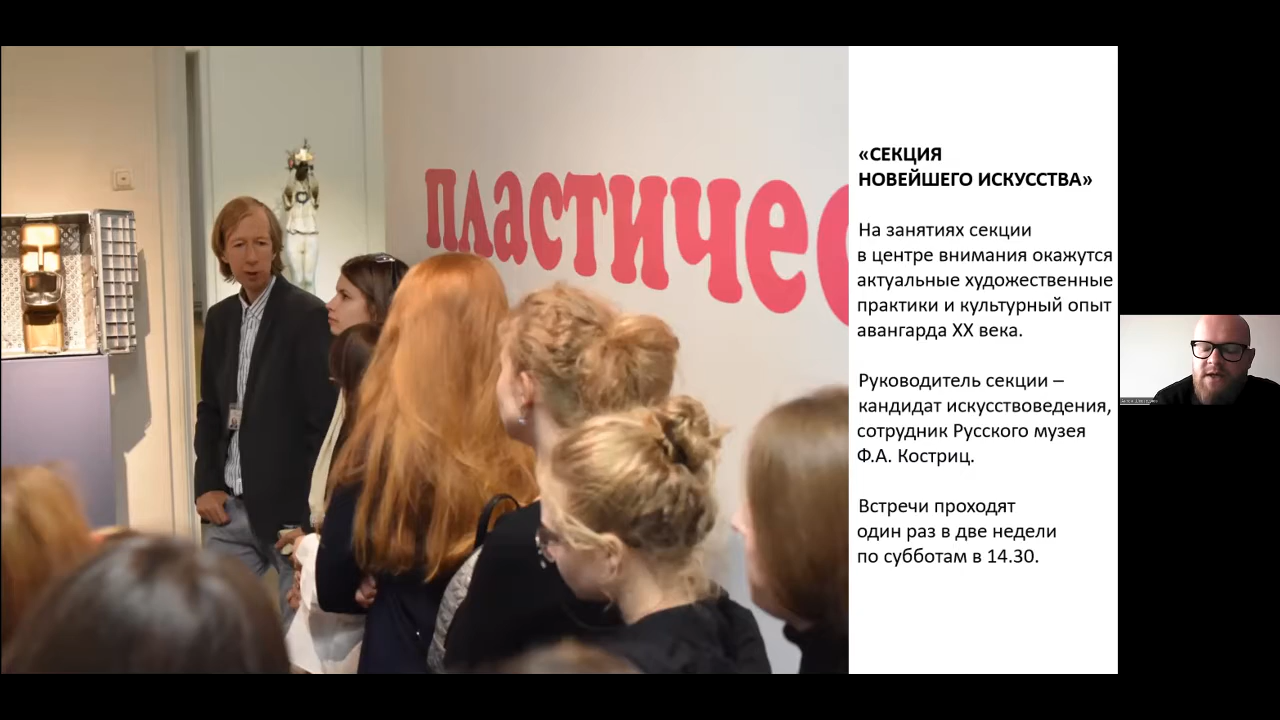 пластичес
«СЕКЦИЯ
НОВЕЙШЕГО ИСКУССТВА»
На занятиях секции
в центре внимания окажутся
актуальные художественные
практики и культурный опыт
авангарда XX века.
Руководитель секции –
кандидат искусствоведения,
сотрудник Русского музея
Ф.А. Костриц.
Встречи проходят
один раз в две недели
по субботам в 14.30.